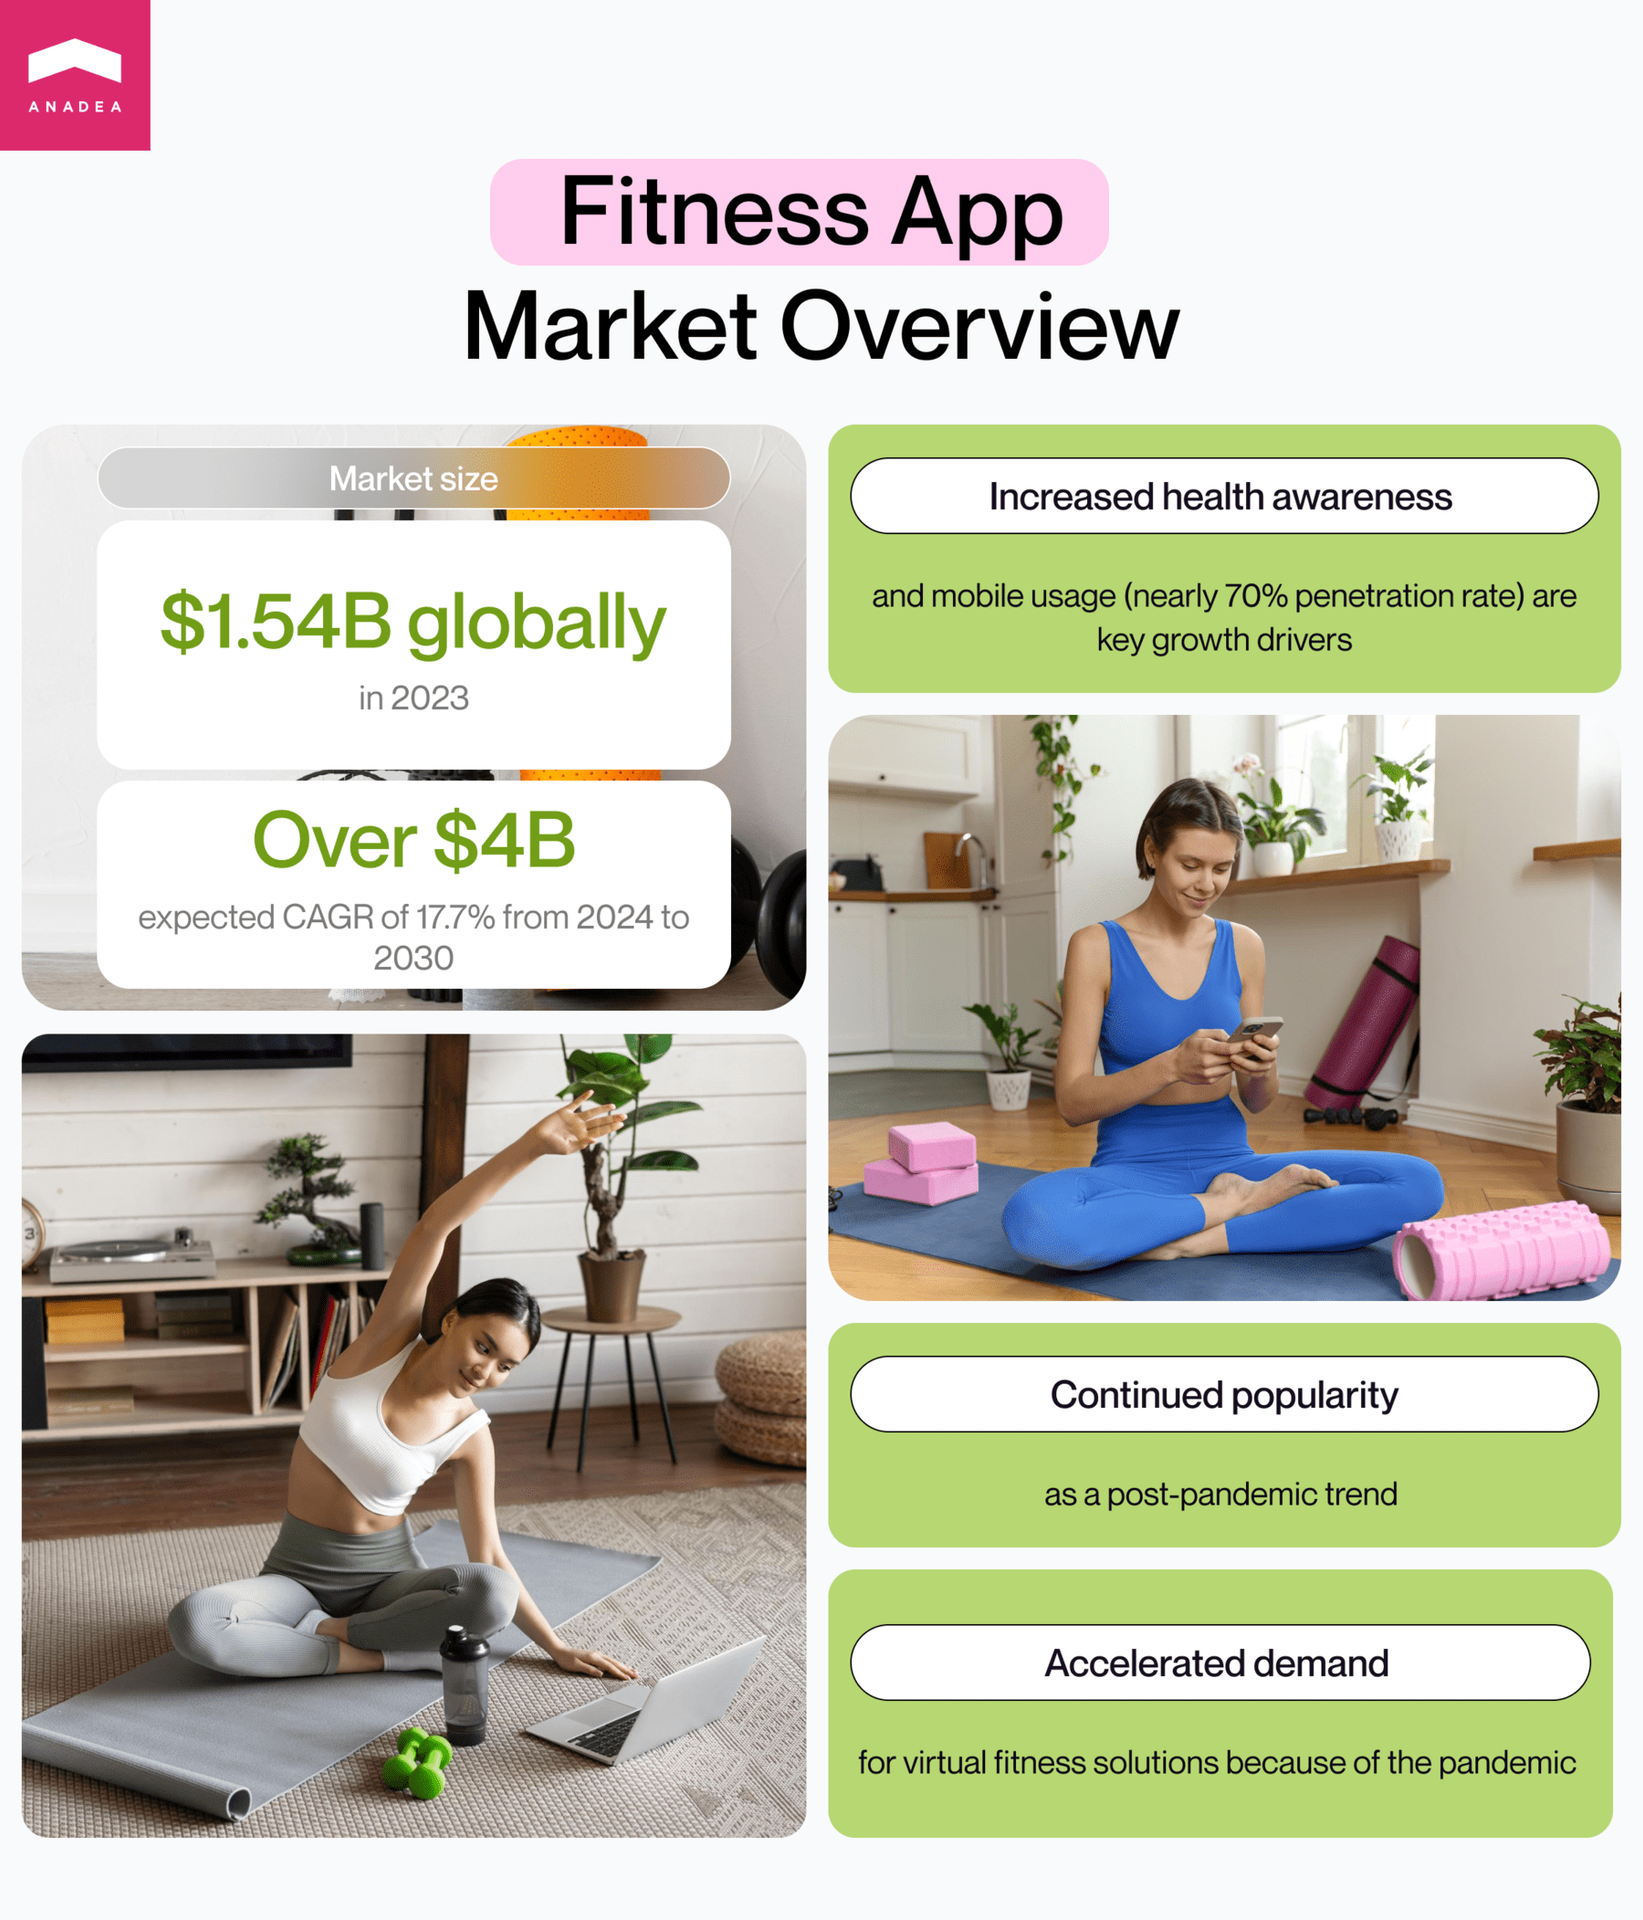 ANADEA
Fitness App
Market Overview
Market size
$1.54B globally
in 2023
Over $4B
expected CAGR of 17.7% from 2024 to
2030
Increased health awareness
and mobile usage (nearly 70% penetration rate) are
key growth drivers
3
Continued popularity
as a post-pandemic trend
Accelerated demand
for virtual fitness solutions because of the pandemic